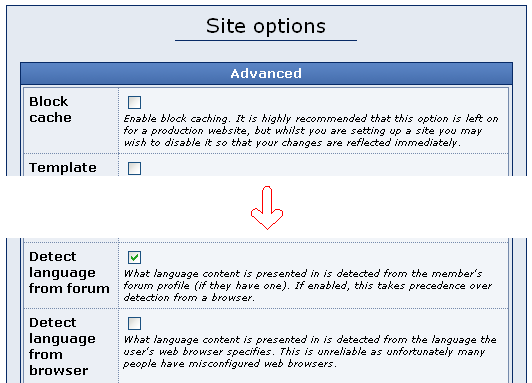 Site options
Advanced
Block
cache
Enable block caching. It is highly recommended that this option is left on
for a production website, but whilst you are setting up a site you may
wish to disable it so that your changes are reflected immediately.
Template
Detect
language
from forum
What language content is presented in is detected from the member's
forum profile (if they have one). If enabled, this takes precedence over
detection from a browser.
Detect
language
from
browser
What language content is presented in is detected from the language the
user's web browser specifies. This is unreliable as unfortunately many
people have misconfigured web browsers.